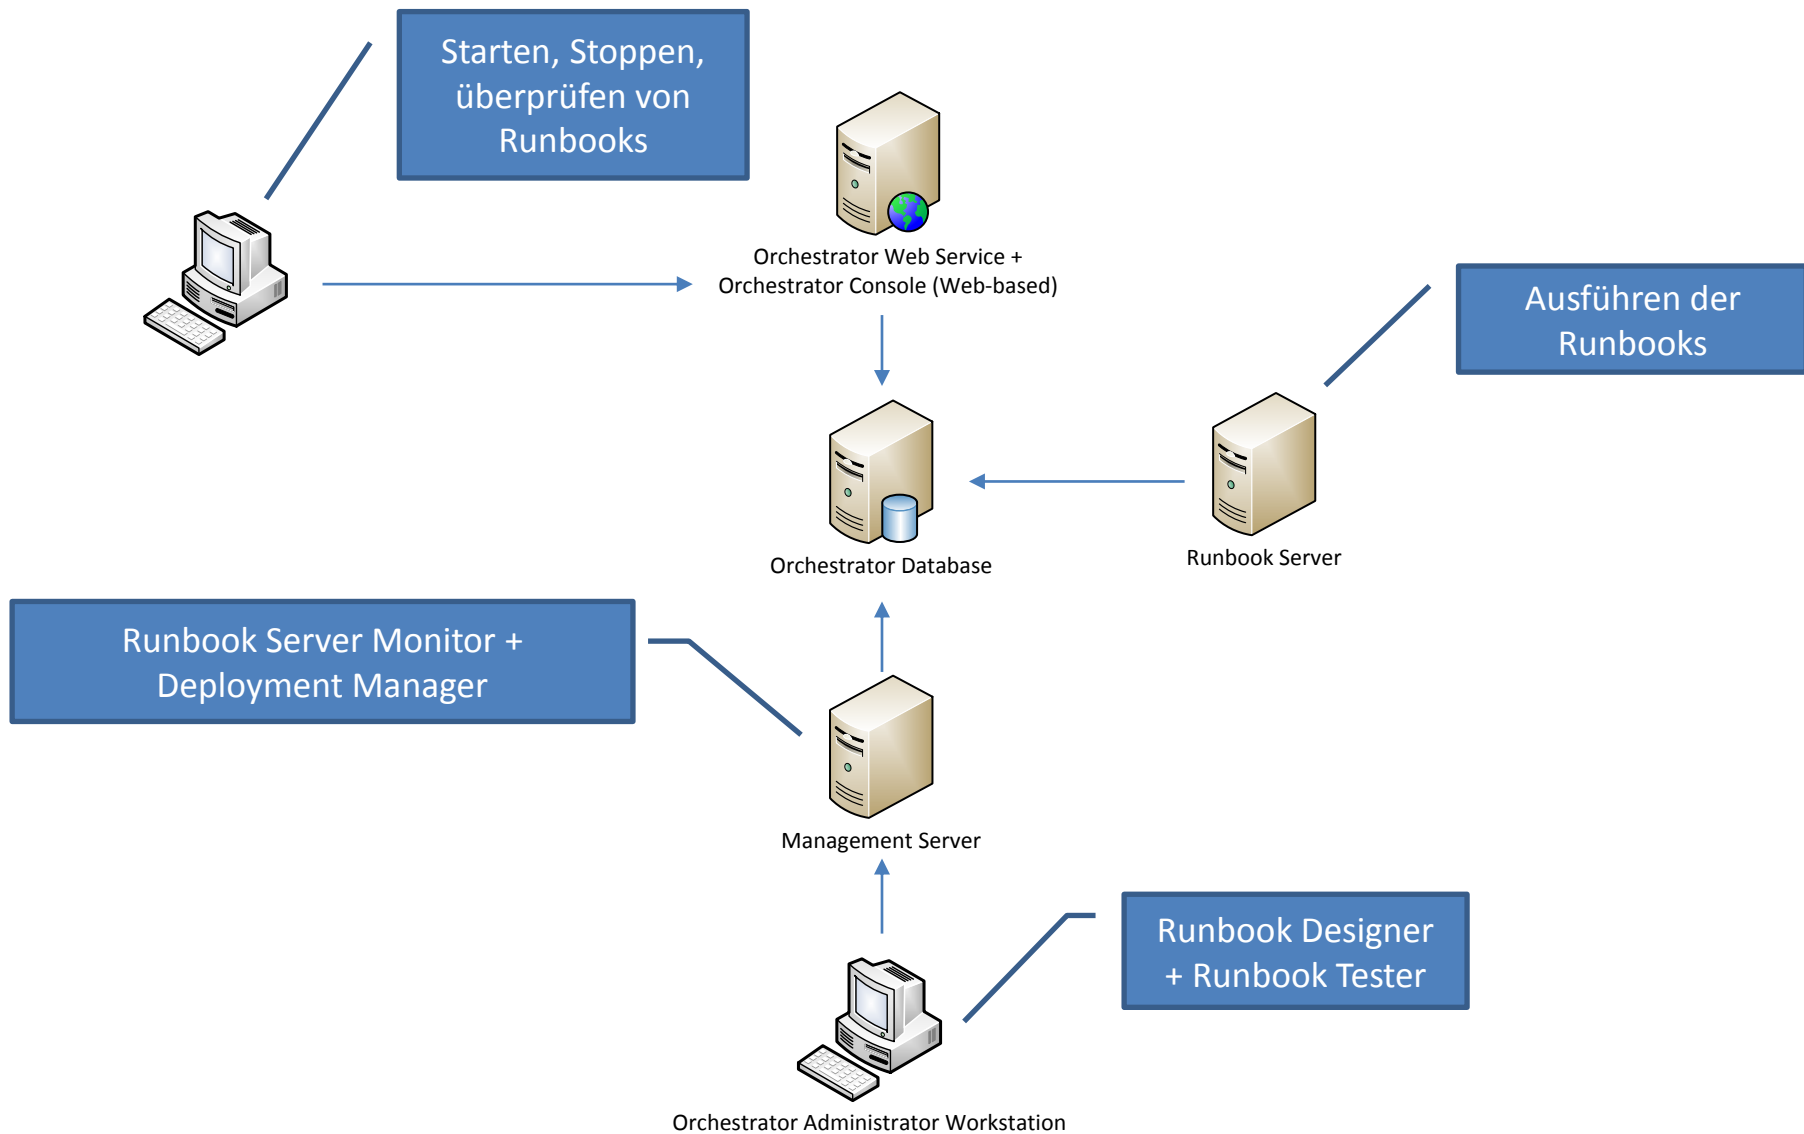 Starten, Stoppen,
überprüfen von
Runbooks
Orchestrator Web Service +
Orchestrator Console (Web-based)
Ausführen der
Runbooks
Orchestrator Database
Runbook Server
Runbook Server Monitor +
Deployment Manager
Management Server
Runbook Designer
+ Runbook Tester
Orchestrator Administrator Workstation